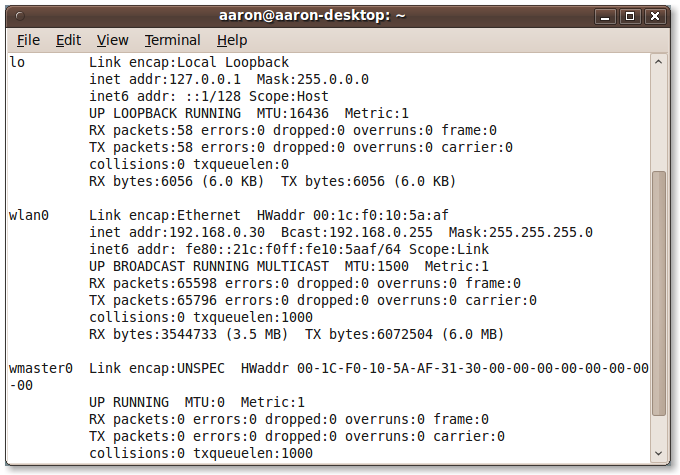 aaron@aaron-desktop: ~
File Edit View Terminal Help
lo        Link encap:Local Loopback
          inet addr:127.0.0.1  Mask:255.0.0.0
          inet6 addr: ::1/128 Scope:Host
          UP LOOPBACK RUNNING  MTU:16436  Metric:1
          RX packets:58 errors:0 dropped:0 overruns:0 frame:0
          TX packets:58 errors:0 dropped:0 overruns:0 carrier:0
          collisions:0 txqueuelen:0
          RX bytes:6056 (6.0 KB)  TX bytes:6056 (6.0 KB)

wlan0     Link encap:Ethernet  HWaddr 00:1c:f0:10:5a:af
          inet addr:192.168.0.30  Bcast:192.168.0.255  Mask:255.255.255.0
          inet6 addr: fe80::21c:f0ff:fe10:5aaf/64 Scope:Link
          UP BROADCAST RUNNING MULTICAST  MTU:1500  Metric:1
          RX packets:65598 errors:0 dropped:0 overruns:0 frame:0
          TX packets:65796 errors:0 dropped:0 overruns:0 carrier:0
          collisions:0 txqueuelen:1000
          RX bytes:3544733 (3.5 MB)  TX bytes:6072504 (6.0 MB)

wmaster0  Link encap:UNSPEC  HWaddr 00-1C-F0-10-5A-AF-31-30-00-00-00-00-00-00-00
-00
          UP RUNNING  MTU:0  Metric:1
          RX packets:0 errors:0 dropped:0 overruns:0 frame:0
          TX packets:0 errors:0 dropped:0 overruns:0 carrier:0
          collisions:0 txqueuelen:1000